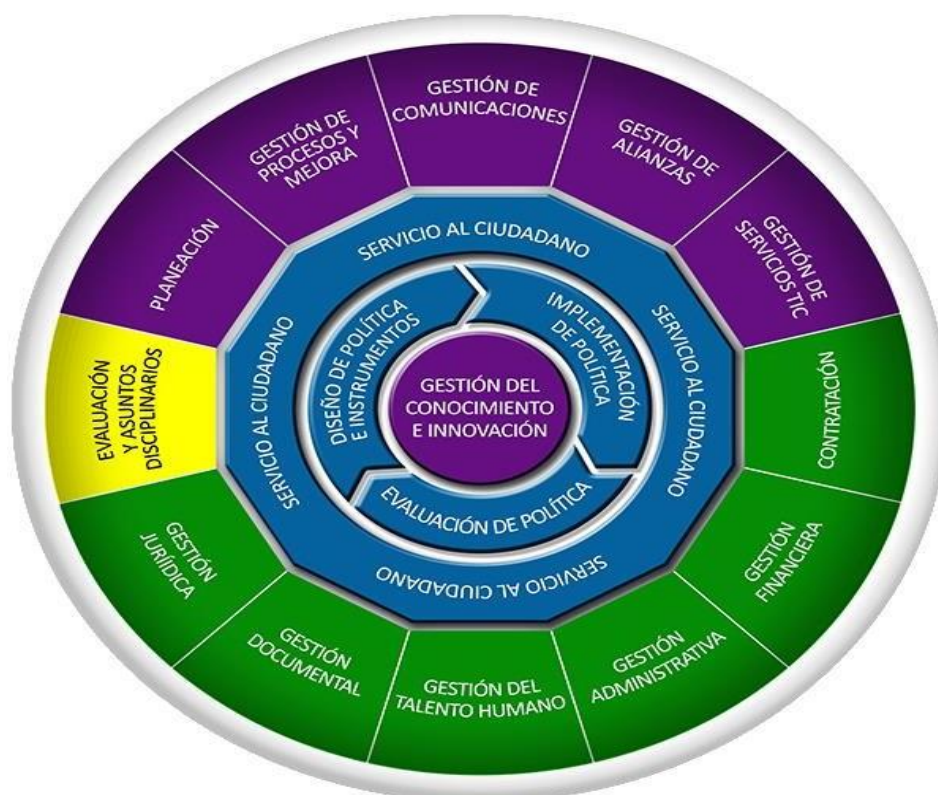 GESTIÓN DE
COMUNICACIONES
GESTIÓN DE
ALIANZAS
GESTIÓN DE
SERVICIOS TIC
CONTRATACIÓN
GESTIÓN
FINANCIERA
GESTIÓN
ADMINISTRATIVA
GESTIÓN DEL
TALENTO HUMANO
GESTIÓN
DOCUMENTAL
GESTIÓN
JURÍIDICA
EVALUACIÓN
Y ASUNTOS
DISCIPLINARIOS
PLANEACIÓN
GESTIÓN DE
PROCESOS Y
MEJORA
SERVICIO AL CIUDADANO
SERVICIO AL CIUDADANO
SERVICIO AL CIUDADANO
SERVICIO AL CIUDADANO
DISEÑO DE POLÍTICA
E INSTRUMENTOS
IMPLEMENTACIÓN
DE POLÍTICA
EVALUACIÓN DE POLÍTICA
GESTIÓN DEL
CONOCIMIENTO
E INNOVACIÓN